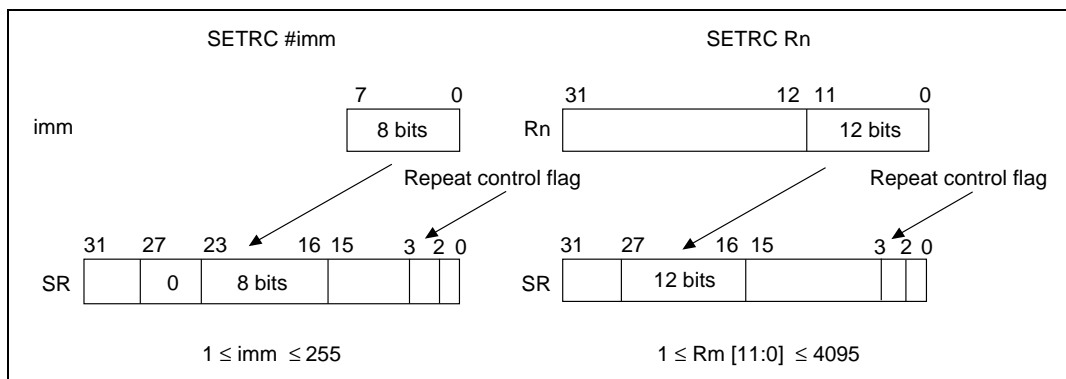 SETRC #imm
SETRC Rn
7 0
31 12 11 0
imm
8 bits
Rn
12 bits
Repeat control flag
Repeat control flag
31 27 23 16 15 3 2 0
31 27 16 15 3 2 0
SR
0
8 bits
SR
12 bits
1 ≤ imm ≤ 255
1 ≤ Rm [11:0] ≤ 4095